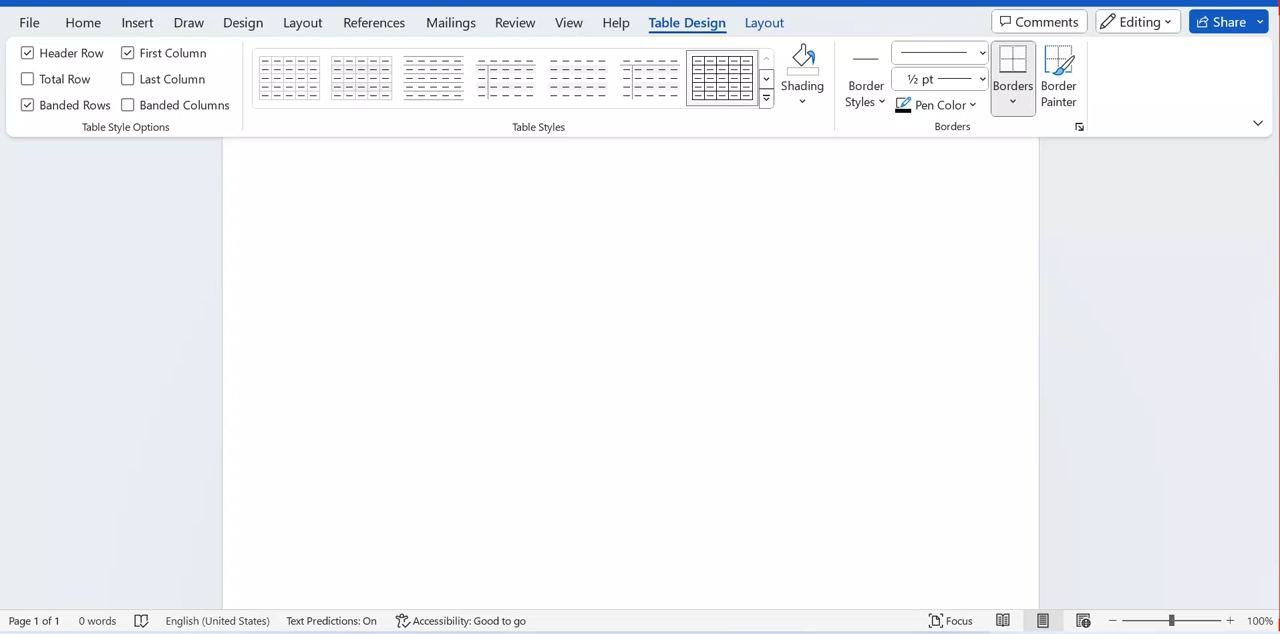 File Home Insert Draw Design Layout References Mailings Review View Help Table Design Layout Comments Editing Share
Header Row First Column
Total Row Last Column
Banded Rows Banded Columns
Table Style Options
Table Styles
Shading
Border Styles
½ pt
Pen Color
Borders
Border Painter
Borders
Page 1 of 1 0 words English (United States) Text Predictions: On Accessibility: Good to go Focus 100%